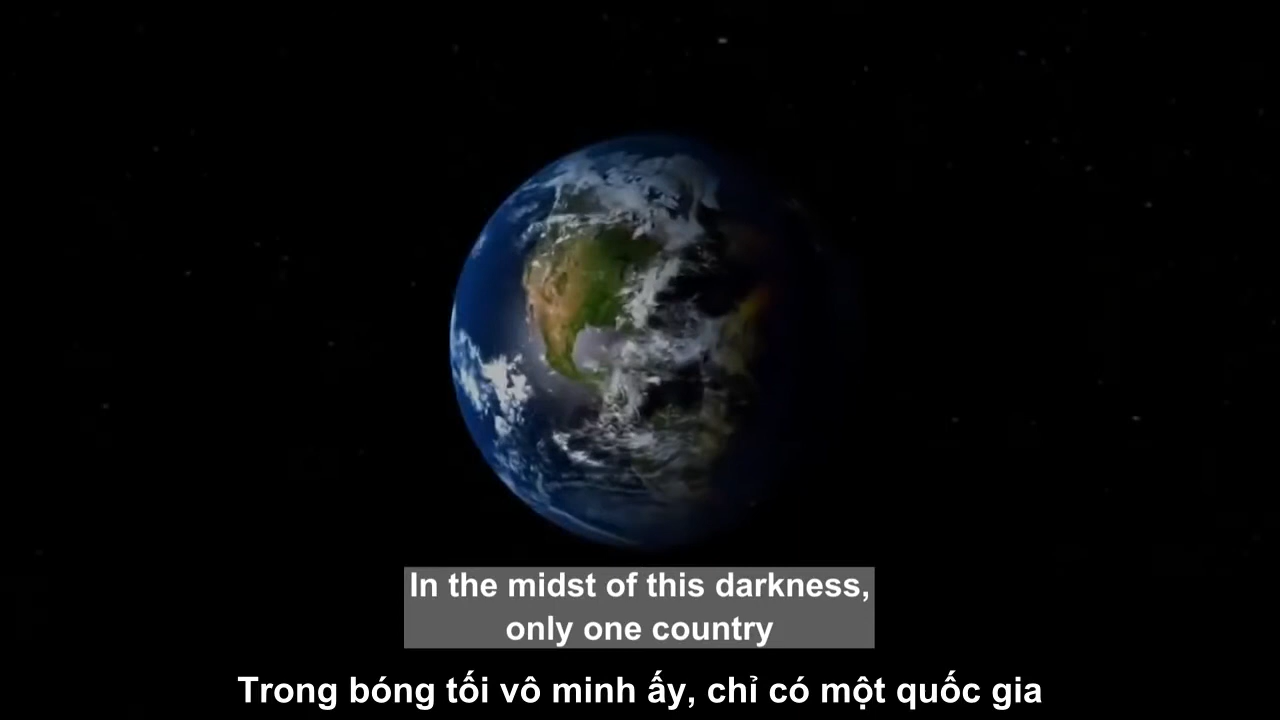 In the midst of this darkness,
only one country
Trong bóng tối vô minh ấy, chỉ có một quốc gia